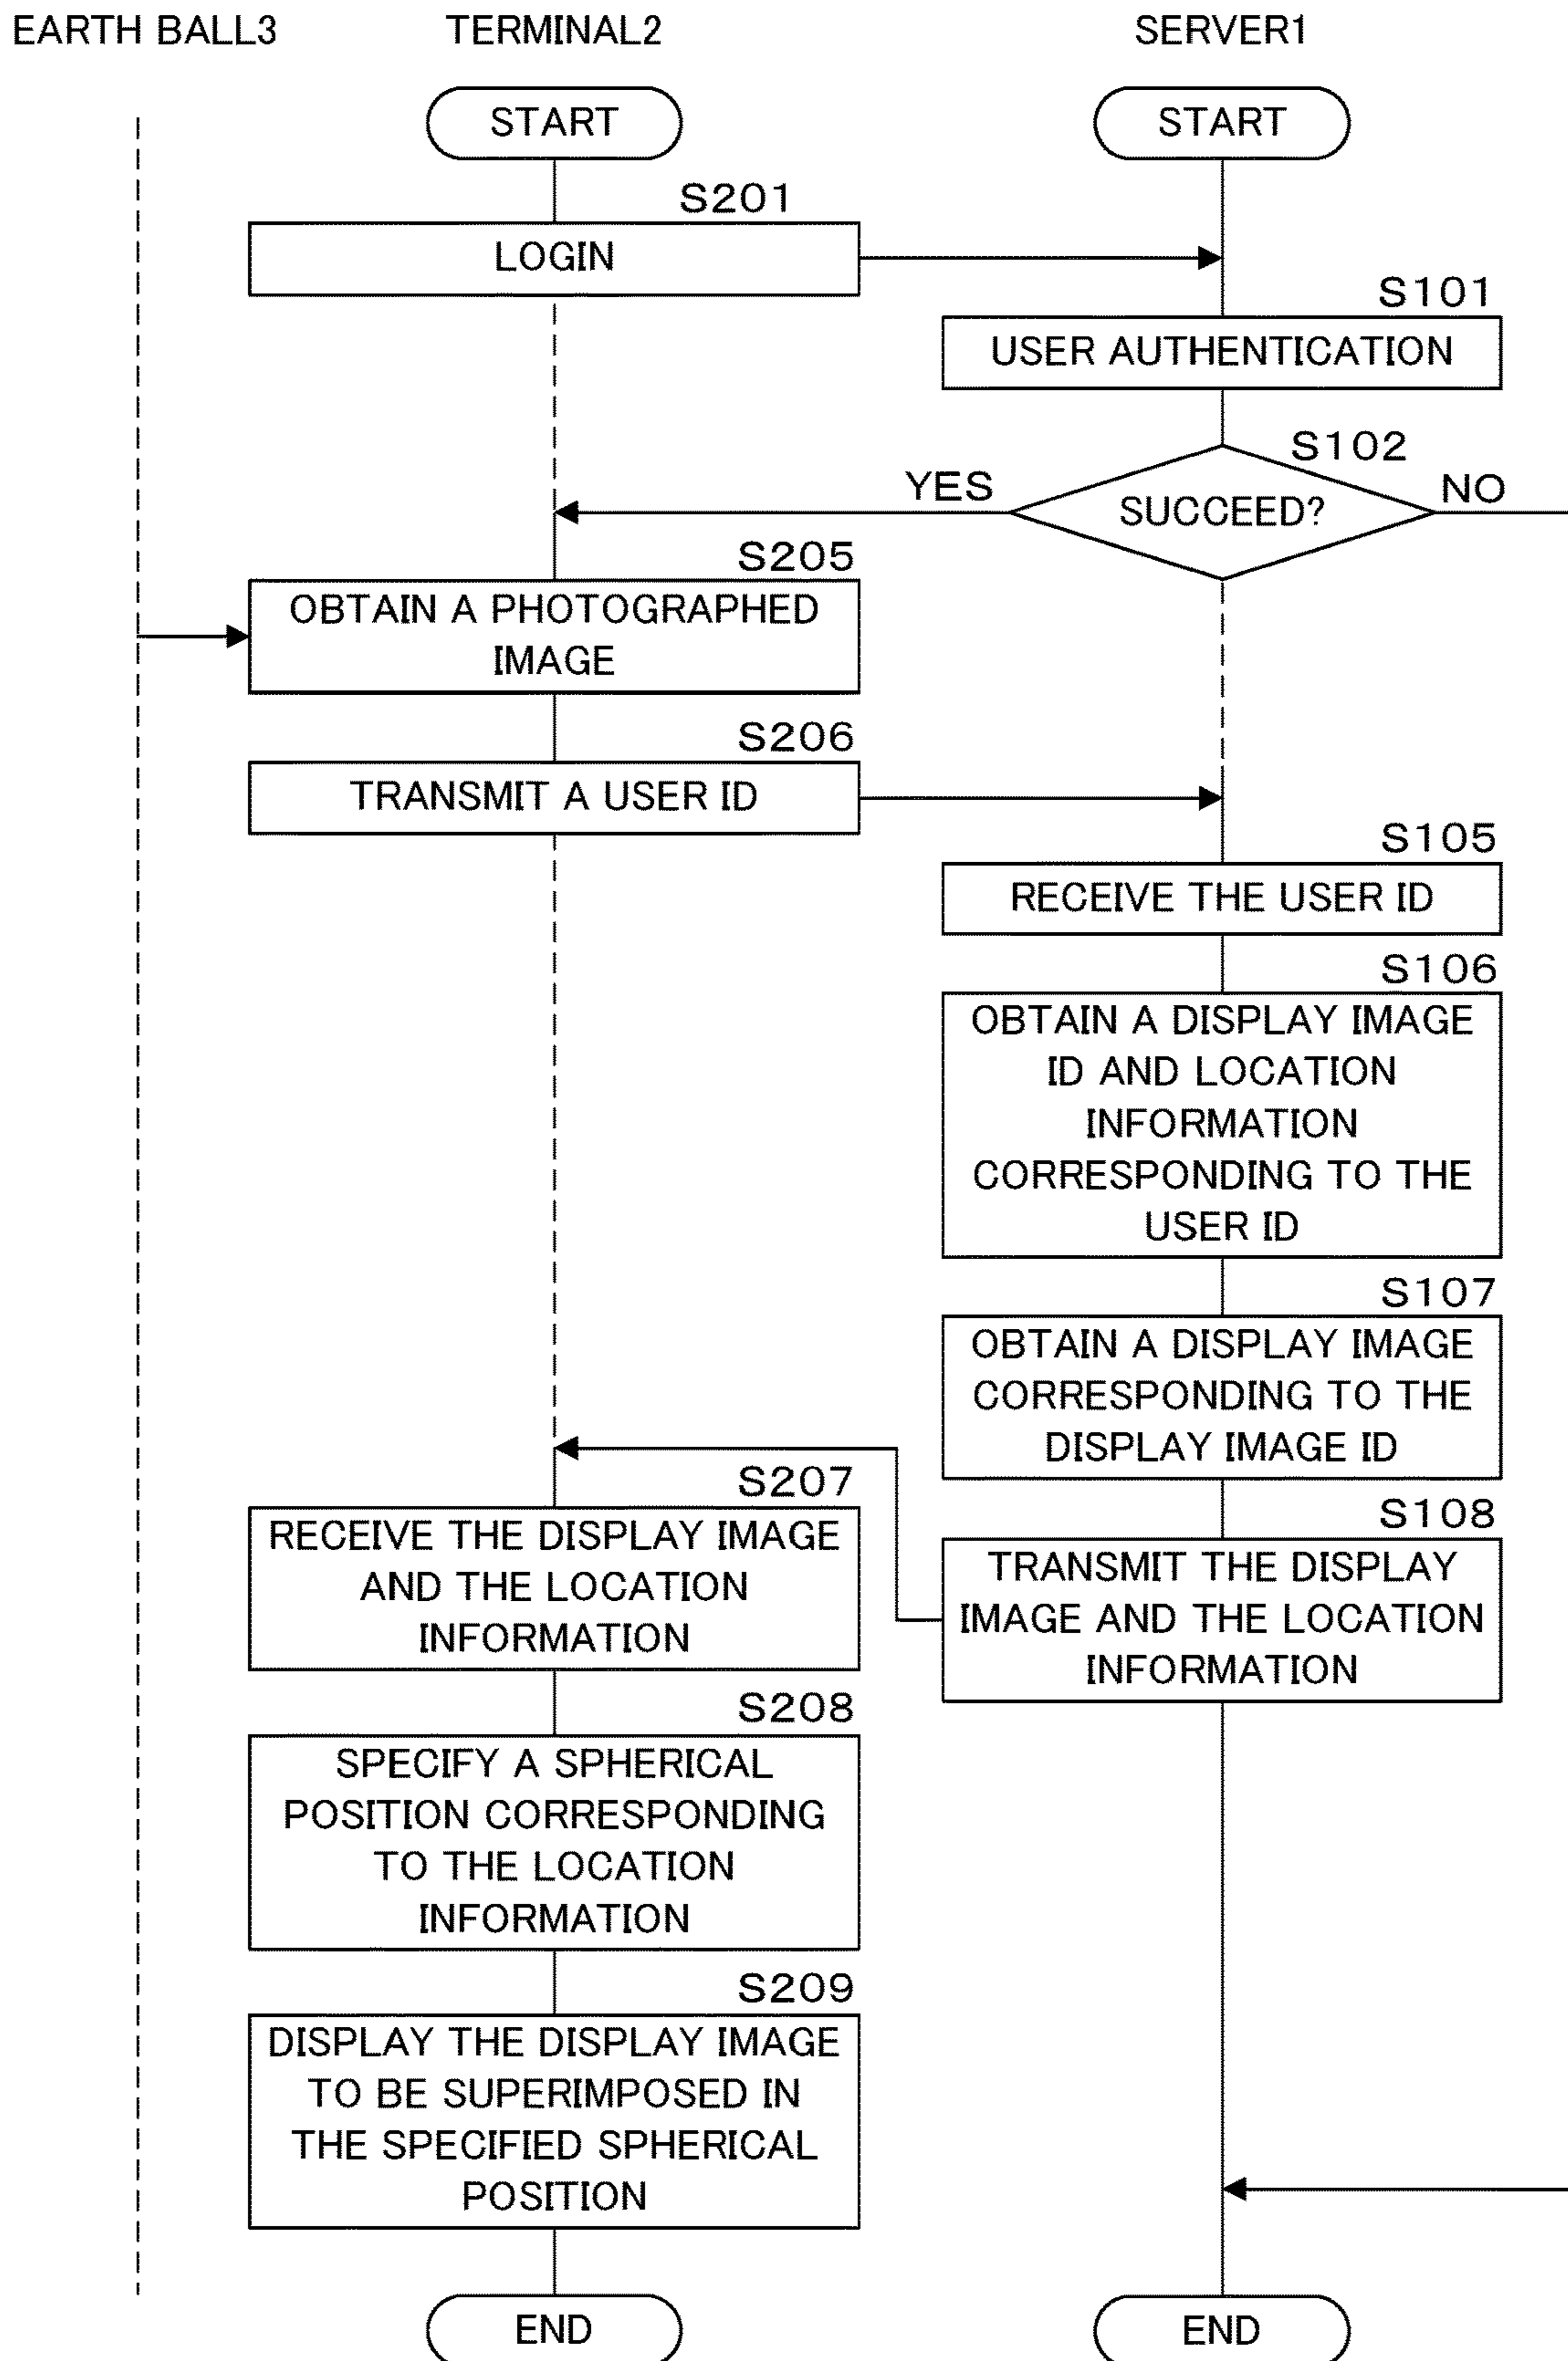 EARTH BALL3
TERMINAL2
SERVER1
START
START
S201
LOGIN
S101
USER AUTHENTICATION
S102
SUCCEED?
YES
NO
S205
OBTAIN A PHOTOGRAPHED
IMAGE
S206
TRANSMIT A USER ID
S105
RECEIVE THE USER ID
S106
OBTAIN A DISPLAY IMAGE
ID AND LOCATION
INFORMATION
CORRESPONDING TO THE
USER ID
S107
OBTAIN A DISPLAY IMAGE
CORRESPONDING TO THE
DISPLAY IMAGE ID
S108
TRANSMIT THE DISPLAY
IMAGE AND THE LOCATION
INFORMATION
S207
RECEIVE THE DISPLAY IMAGE
AND THE LOCATION
INFORMATION
S208
SPECIFY A SPHERICAL
POSITION CORRESPONDING
TO THE LOCATION
INFORMATION
S209
DISPLAY THE DISPLAY IMAGE
TO BE SUPERIMPOSED IN
THE SPECIFIED SPHERICAL
POSITION
END
END